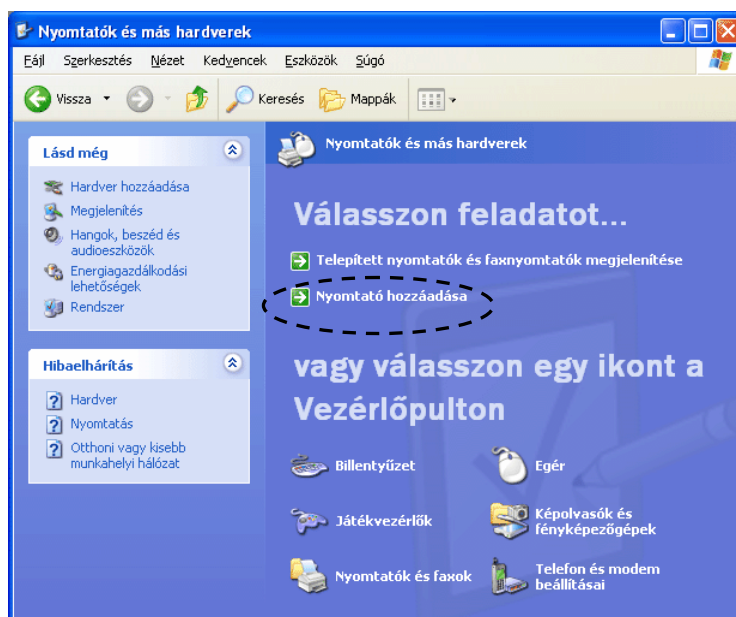 Nyomtatók és más hardverek
Fájl Szerkesztés Nézet Kedvencek Eszközök Súgó
Vissza Keresés Mappák
Lásd még
Hardver hozzáadása
Megjelenítés
Hangok, beszéd és
audioeszközök
Energiagazdálkodási
lehetőségek
Rendszer
Hibaelhárítás
Hardver
Nyomtatás
Otthoni vagy kisebb
munkahelyi hálózat
Nyomtatók és más hardverek
Válasszon feladatot...
Telepített nyomtatók és faxnyomtatók megjelenítése
Nyomtató hozzáadása
vagy válasszon egy ikont a
Vezérlőpulton
Billentyűzet
Egér
Játékvezérlők
Képolvasók és
fényképezőgépek
Nyomtatók és faxok
Telefon és modem
beállításai